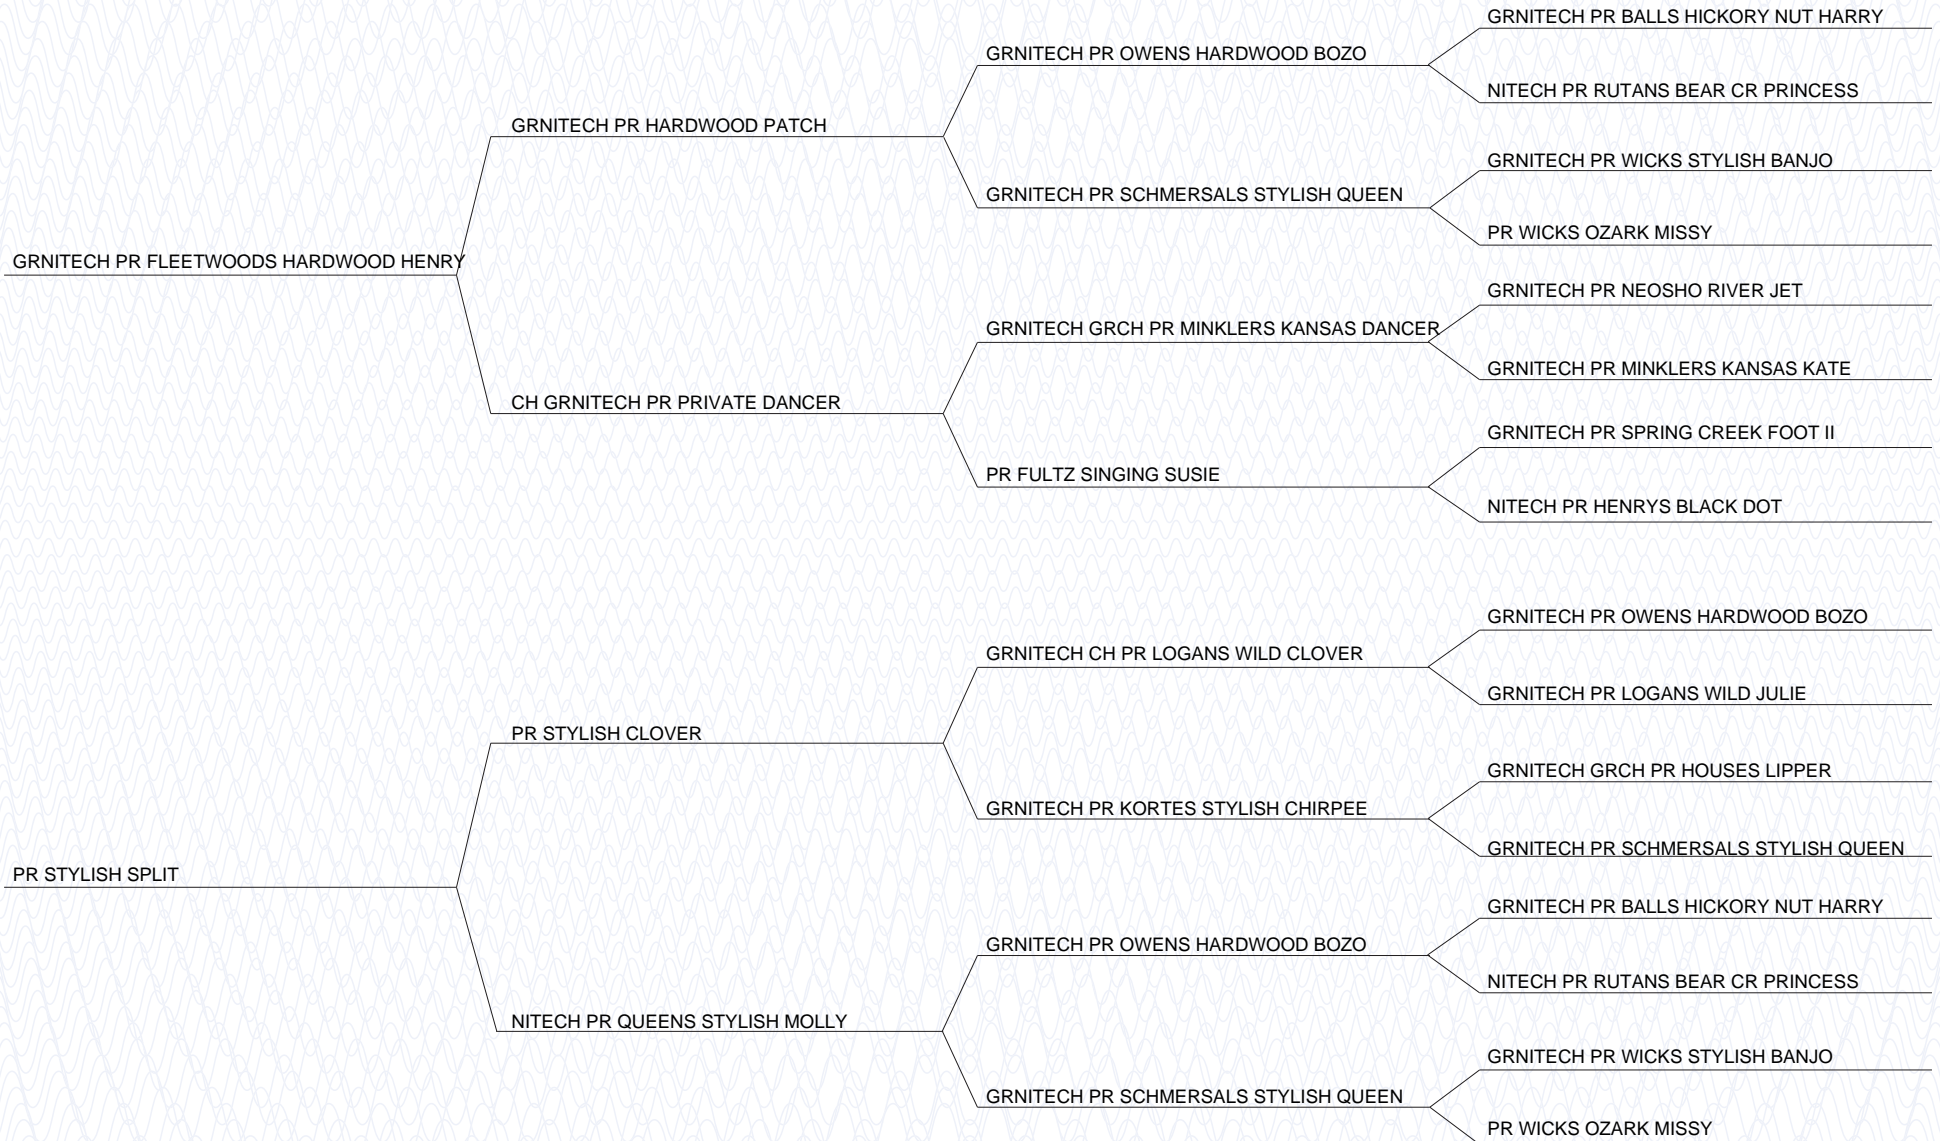 GRNITECH PR BALLS HICKORY NUT HARRY
GRNITECH PR OWENS HARDWOOD BOZO
NITECH PR RUTANS BEAR CR PRINCESS
GRNITECH PR HARDWOOD PATCH
GRNITECH PR WICKS STYLISH BANJO
GRNITECH PR SCHMERSALS STYLISH QUEEN
PR WICKS OZARK MISSY
GRNITECH PR FLEETWOODS HARDWOOD HENRY
GRNITECH PR NEOSHO RIVER JET
GRNITECH GRCH PR MINKLERS KANSAS DANCER
GRNITECH PR MINKLERS KANSAS KATE
CH GRNITECH PR PRIVATE DANCER
GRNITECH PR SPRING CREEK FOOT II
PR FULTZ SINGING SUSIE
NITECH PR HENRYS BLACK DOT
GRNITECH PR OWENS HARDWOOD BOZO
GRNITECH CH PR LOGANS WILD CLOVER
GRNITECH PR LOGANS WILD JULIE
PR STYLISH CLOVER
GRNITECH GRCH PR HOUSES LIPPER
GRNITECH PR KORTES STYLISH CHIRPEE
GRNITECH PR SCHMERSALS STYLISH QUEEN
PR STYLISH SPLIT
GRNITECH PR BALLS HICKORY NUT HARRY
GRNITECH PR OWENS HARDWOOD BOZO
NITECH PR RUTANS BEAR CR PRINCESS
NITECH PR QUEENS STYLISH MOLLY
GRNITECH PR WICKS STYLISH BANJO
GRNITECH PR SCHMERSALS STYLISH QUEEN
PR WICKS OZARK MISSY